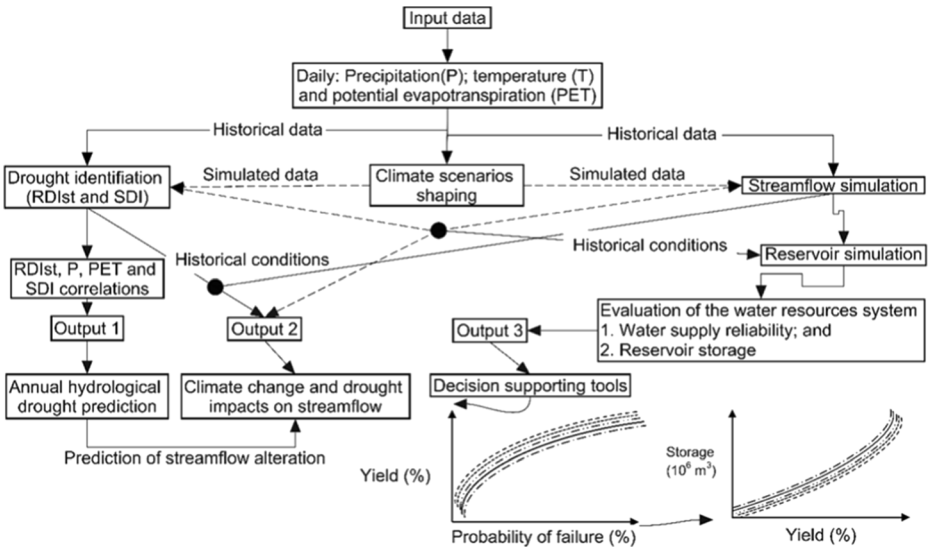 Input data
Daily: Precipitation(P); temperature (T)
and potential evapotranspiration (PET)
Historical data
Historical data
Drought identifiation
(RDIst and SDI)
Simulated data
Climate scenarios
shaping
Simulated data
Streamflow simulation
Historical conditions
Historical conditions
Reservoir simulation
RDIst, P, PET and
SDI correlations
Output 1
Output 2
Output 3
Evaluation of the water resources system
1. Water supply reliability; and
2. Reservoir storage
Annual hydrological
drought prediction
Climate change and drought
impacts on streamflow
Decision supporting tools
Prediction of streamflow alteration
Yield (%)
Probability of failure (%)
Storage
(10⁶ m³)
Yield (%)